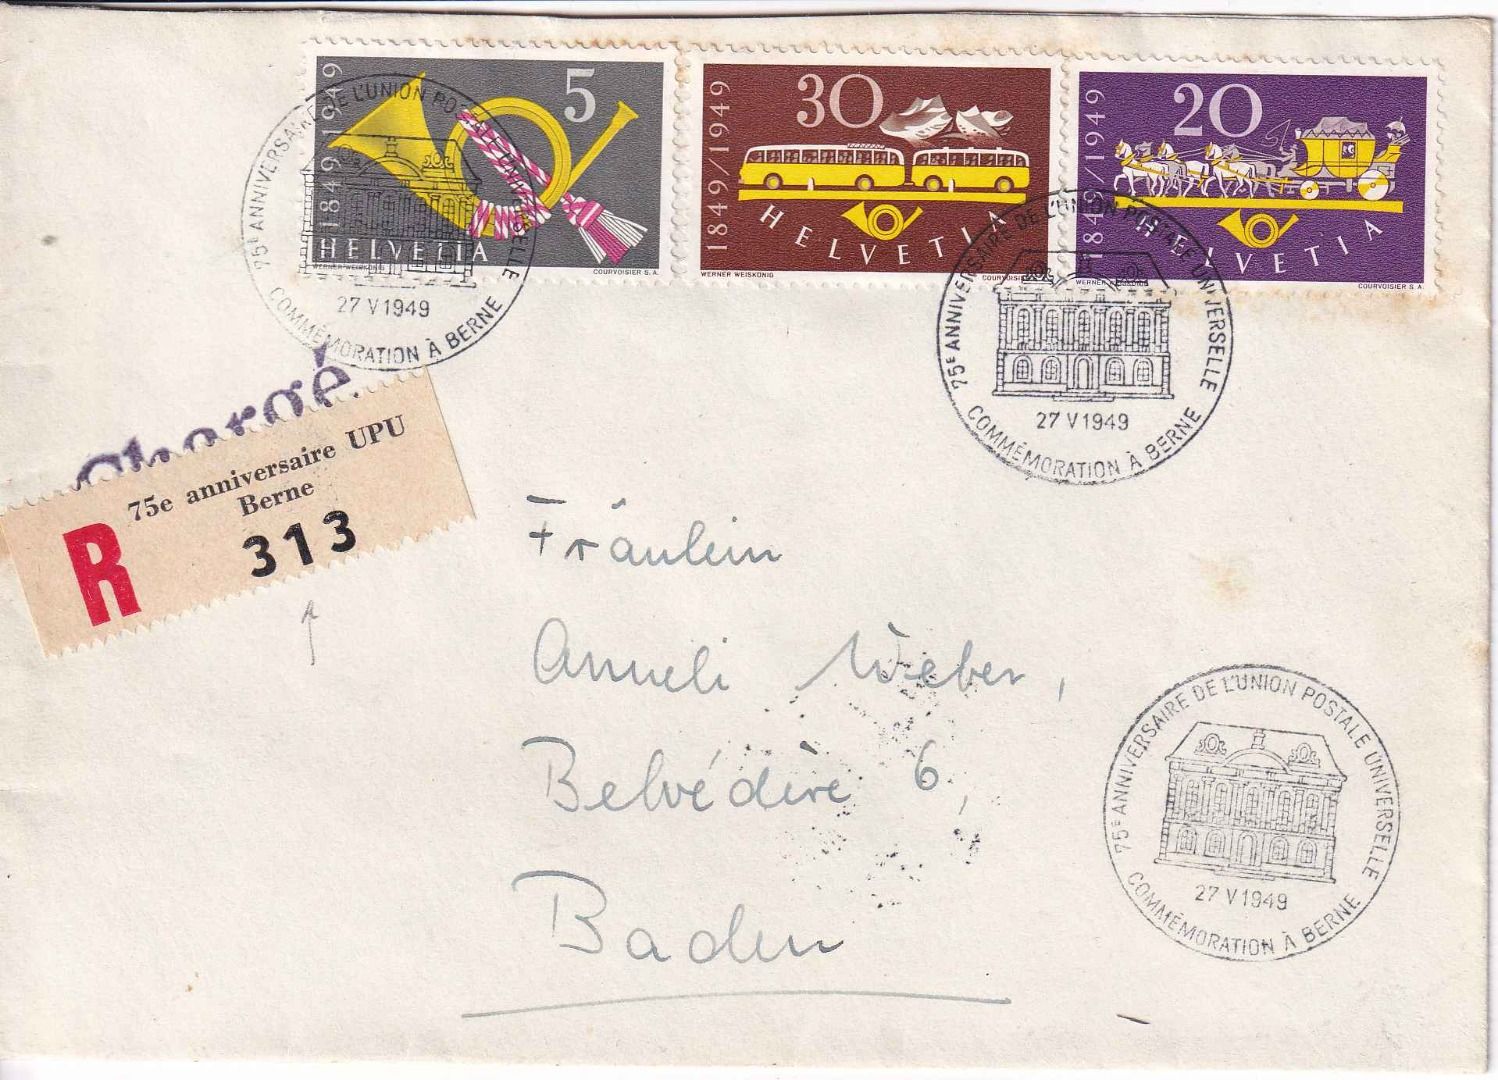 1849 1949
5
HELVETIA
WERNER WEISKÖNIG
COURVOISIER S. A.
1849/1949
30
HELVETIA
WERNER WEISKÖNIG
COURVOISIER
1849/1949
20
HELVETIA
WERNER WEISKÖNIG
COURVOISIER S. A.
75E ANNIVERSAIRE DE L'UNION POSTALE UNIVERSELLE
27 V 1949
COMMÉMORATION À BERNE
75E ANNIVERSAIRE DE L'UNION POSTALE UNIVERSELLE
27 V 1949
COMMÉMORATION À BERNE
Chargé
R
75e anniversaire UPU
Berne
313
Fräulein
Anneli Weber,
Belvédère 6,
Baden
75E ANNIVERSAIRE DE L'UNION POSTALE UNIVERSELLE
27 V 1949
COMMÉMORATION À BERNE